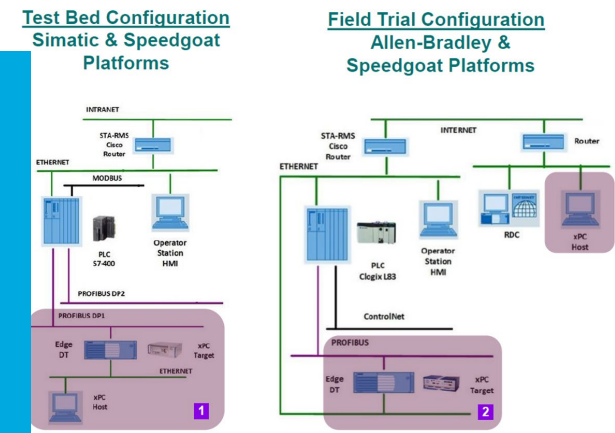 Test Bed Configuration
Simatic & Speedgoat
Platforms
INTRANET
STA-RMS
Cisco
Router
ETHERNET
MODBUS
PLC
S7-400
Operator
Station
HMI
PROFIBUS DP2
PROFIBUS DP1
Edge
DT
xPC
Target
ETHERNET
xPC
Host
1
Field Trial Configuration
Allen-Bradley &
Speedgoat Platforms
INTERNET
STA-RMS
Cisco
Router
Router
ETHERNET
RDC
xPC
Host
PLC
Clogix L83
Operator
Station
HMI
ControlNet
PROFIBUS
Edge
DT
xPC
Target
2